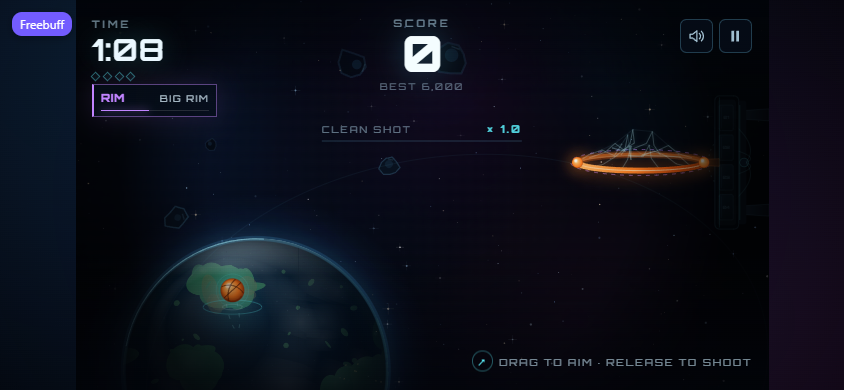 Freebuff
TIME
1:08
RIM BIG RIM
SCORE
0
BEST 6,000
CLEAN SHOT x 1.0
DRAG TO AIM · RELEASE TO SHOOT